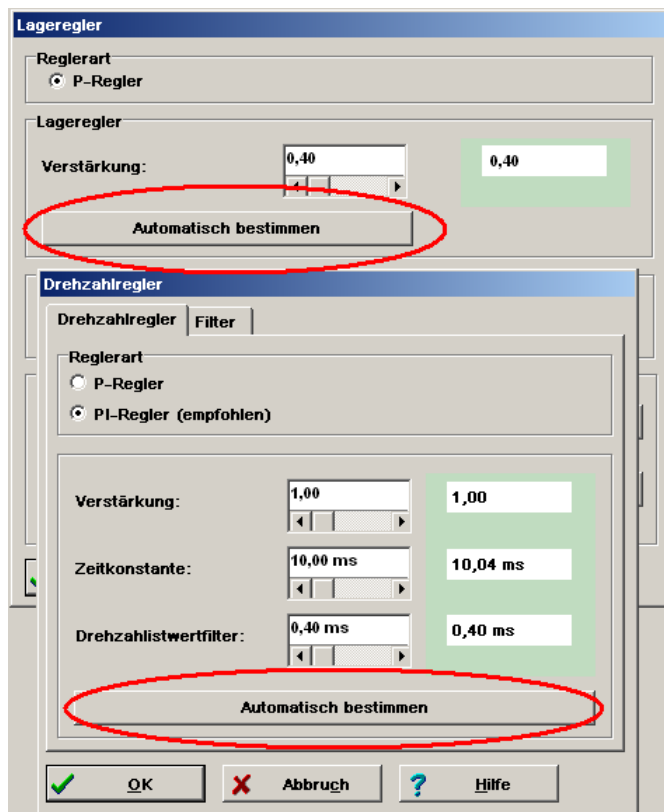 Lageregler
Reglerart
P-Regler
Lageregler
Verstärkung: 0,40 0,40
Automatisch bestimmen
Drehzahlregler
Drehzahlregler Filter
Reglerart
P-Regler
PI-Regler (empfohlen)
Verstärkung: 1,00 1,00
Zeitkonstante: 10,00 ms 10,04 ms
Drehzahlistwertfilter: 0,40 ms 0,40 ms
Automatisch bestimmen
OK Abbruch Hilfe